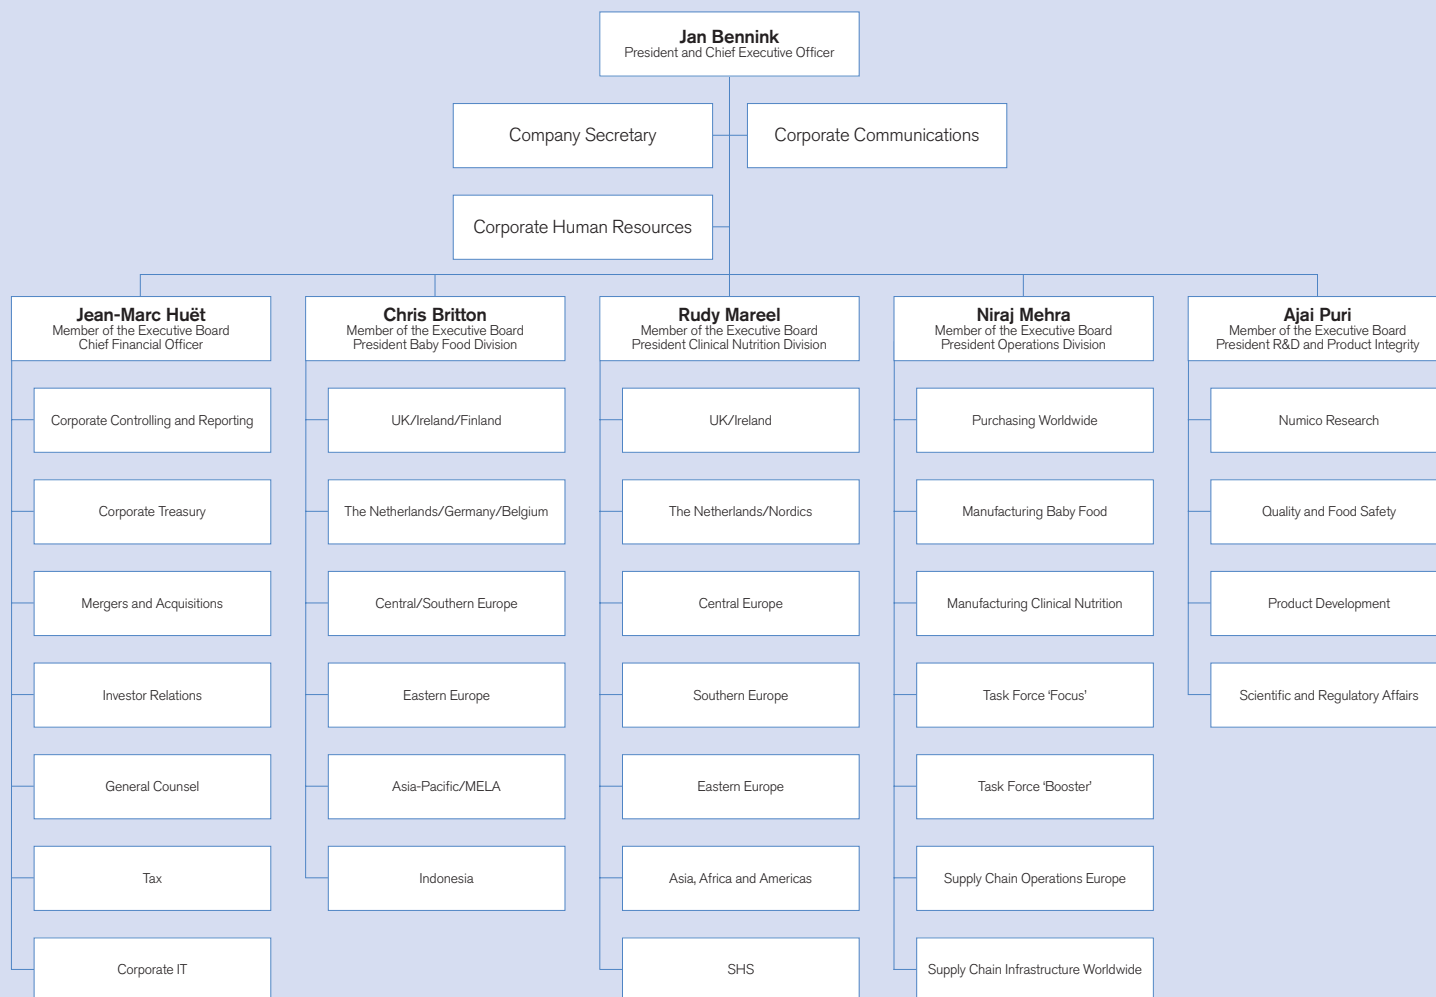 Jan Bennink
President and Chief Executive Officer
Company Secretary
Corporate Communications
Corporate Human Resources
Jean-Marc Huët
Member of the Executive Board
Chief Financial Officer
Corporate Controlling and Reporting
Corporate Treasury
Mergers and Acquisitions
Investor Relations
General Counsel
Tax
Corporate IT
Chris Britton
Member of the Executive Board
President Baby Food Division
UK/Ireland/Finland
The Netherlands/Germany/Belgium
Central/Southern Europe
Eastern Europe
Asia-Pacific/MELA
Indonesia
Rudy Mareel
Member of the Executive Board
President Clinical Nutrition Division
UK/Ireland
The Netherlands/Nordics
Central Europe
Southern Europe
Eastern Europe
Asia, Africa and Americas
SHS
Niraj Mehra
Member of the Executive Board
President Operations Division
Purchasing Worldwide
Manufacturing Baby Food
Manufacturing Clinical Nutrition
Task Force ‘Focus’
Task Force ‘Booster’
Supply Chain Operations Europe
Supply Chain Infrastructure Worldwide
Ajai Puri
Member of the Executive Board
President R&D and Product Integrity
Numico Research
Quality and Food Safety
Product Development
Scientific and Regulatory Affairs